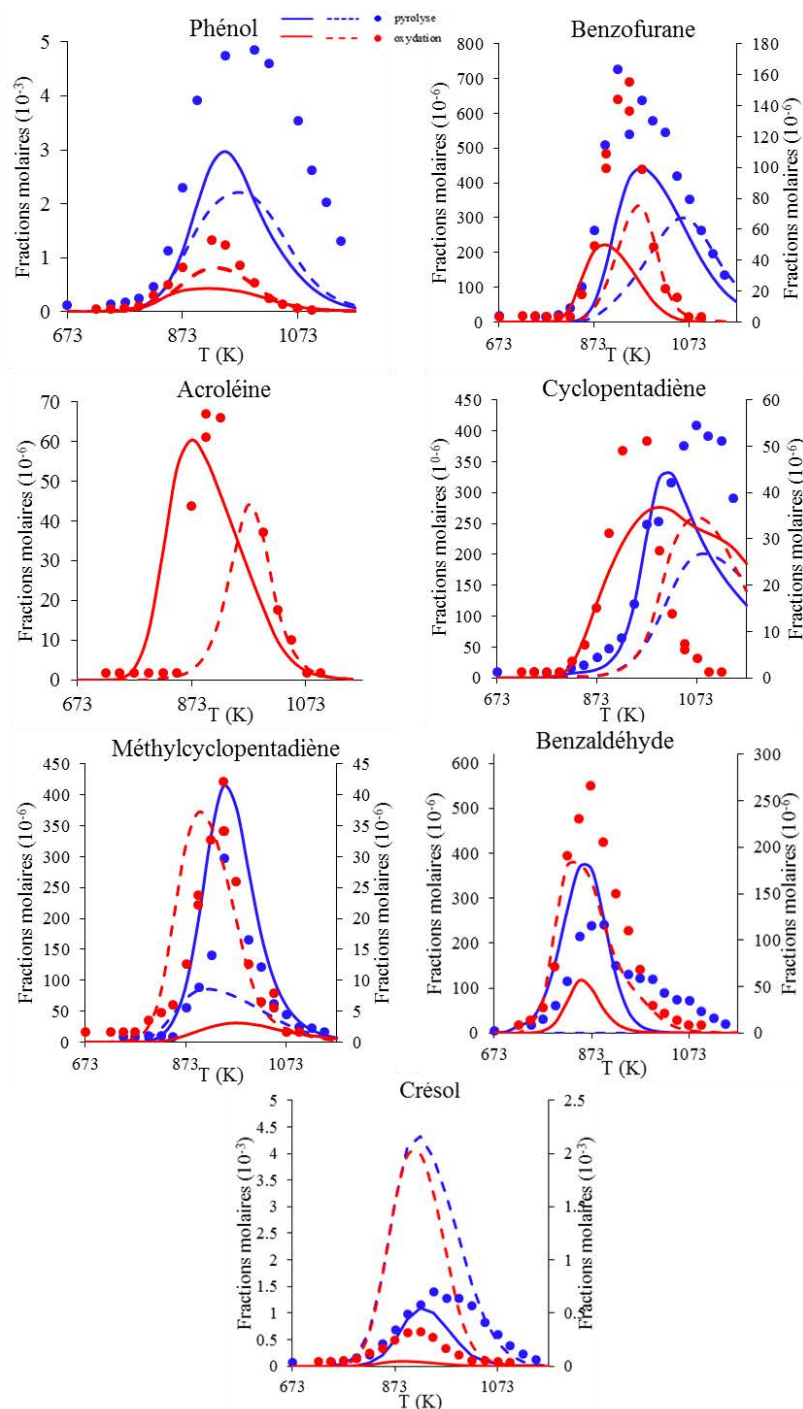 Phénol
pyrolyse
oxydation
Fractions molaires (10-3)
5
4
3
2
1
0
673 873 1073
T (K)
Benzofurane
Fractions molaires (10-6)
800
700
600
500
400
300
200
100
0
180
160
140
120
100
80
60
40
20
0
Fractions molaires (10-6)
673 873 1073
T (K)
Acroléine
Fractions molaires (10-6)
70
60
50
40
30
20
10
0
673 873 1073
T (K)
Cyclopentadiène
Fractions molaires (10-6)
450
400
350
300
250
200
150
100
50
0
60
50
40
30
20
10
0
Fractions molaires (10-6)
673 873 1073
T (K)
Méthylcyclopentadiène
Fractions molaires (10-6)
450
400
350
300
250
200
150
100
50
0
45
40
35
30
25
20
15
10
5
0
Fractions molaires (10-6)
673 873 1073
T (K)
Benzaldéhyde
Fractions molaires (10-6)
600
500
400
300
200
100
0
300
250
200
150
100
50
0
Fractions molaires (10-6)
673 873 1073
T (K)
Crésol
Fractions molaires (10-3)
5
4.5
4
3.5
3
2.5
2
1.5
1
0.5
0
2.5
2
1.5
1
0.5
0
Fractions molaires (10-3)
673 873 1073
T (K)